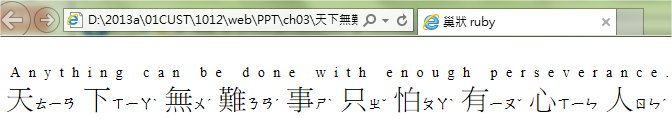 D:\2013a\01CUST\1012\web\PPT\ch03\天下無難
巢狀 ruby
Anything can be done with enough perseverance.
天ㄊㄧㄢ 下ㄒㄧㄚˋ 無ㄨˊ 難ㄋㄢˊ 事ㄕˋ 只ㄓˇ 怕ㄆㄚˋ 有ㄧㄡˇ 心ㄒㄧㄣ 人ㄖㄣˊ